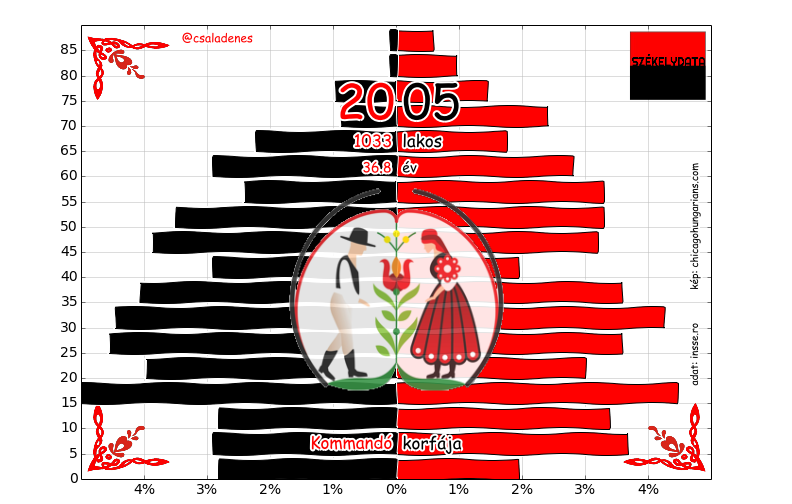 @csaladenes
SZÉKELYDATA
2005
1033 lakos
36.8 év
kép: chicagohungarians.com
adat: insse.ro
Kommandó korfája
85
80
75
70
65
60
55
50
45
40
35
30
25
20
15
10
5
0
4% 3% 2% 1% 0% 1% 2% 3% 4%